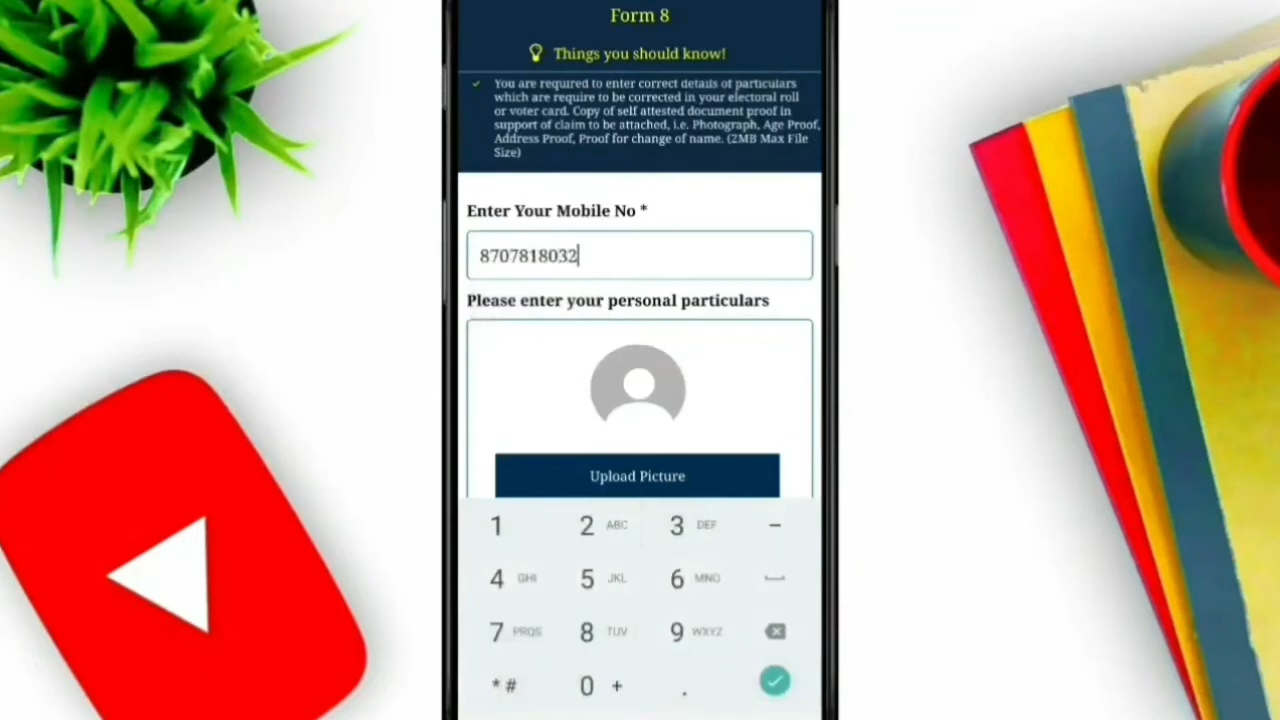 Form 8
Things you should know!
You are required to enter correct details of particulars
which are require to be corrected in your electoral roll
or voter card. Copy of self attested document proof in
support of claim to be attached, i.e. Photograph, Age Proof,
Address Proof, Proof for change of name. (2MB Max File
Size)
Enter Your Mobile No *
8707818032
Please enter your personal particulars
Upload Picture
1 2 ABC 3 DEF -
4 GHI 5 JKL 6 MNO
7 PQRS 8 TUV 9 WXYZ
* # 0 + .